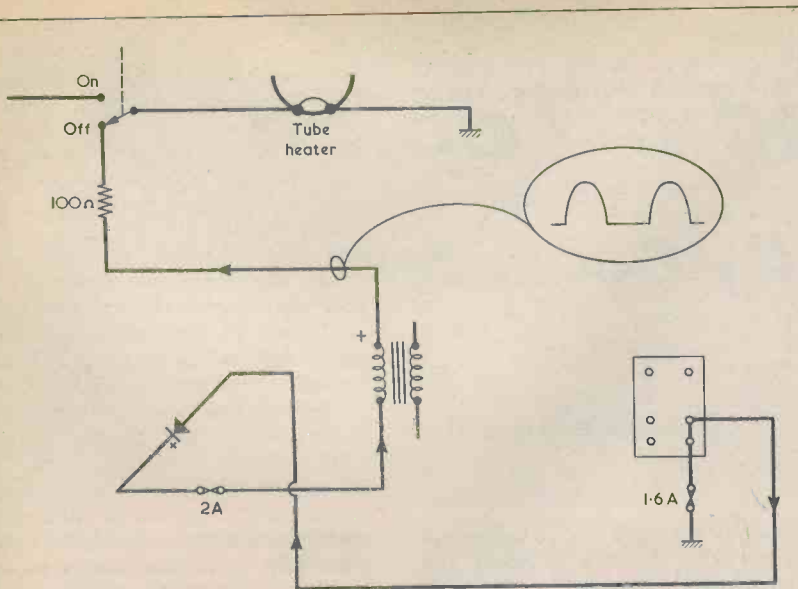 On
Off
Tube
heater
100Ω
+
2A
1·6A